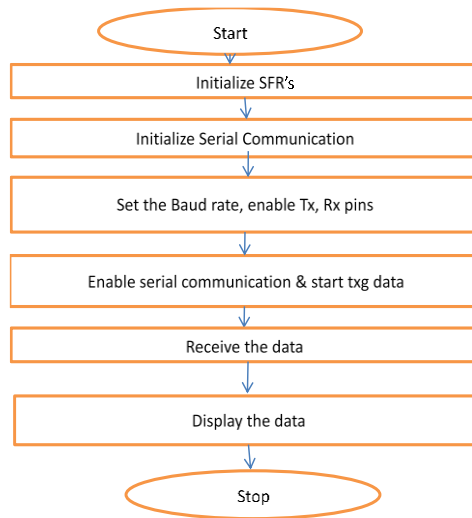 Start
Initialize SFR’s
Initialize Serial Communication
Set the Baud rate, enable Tx, Rx pins
Enable serial communication & start txg data
Receive the data
Display the data
Stop